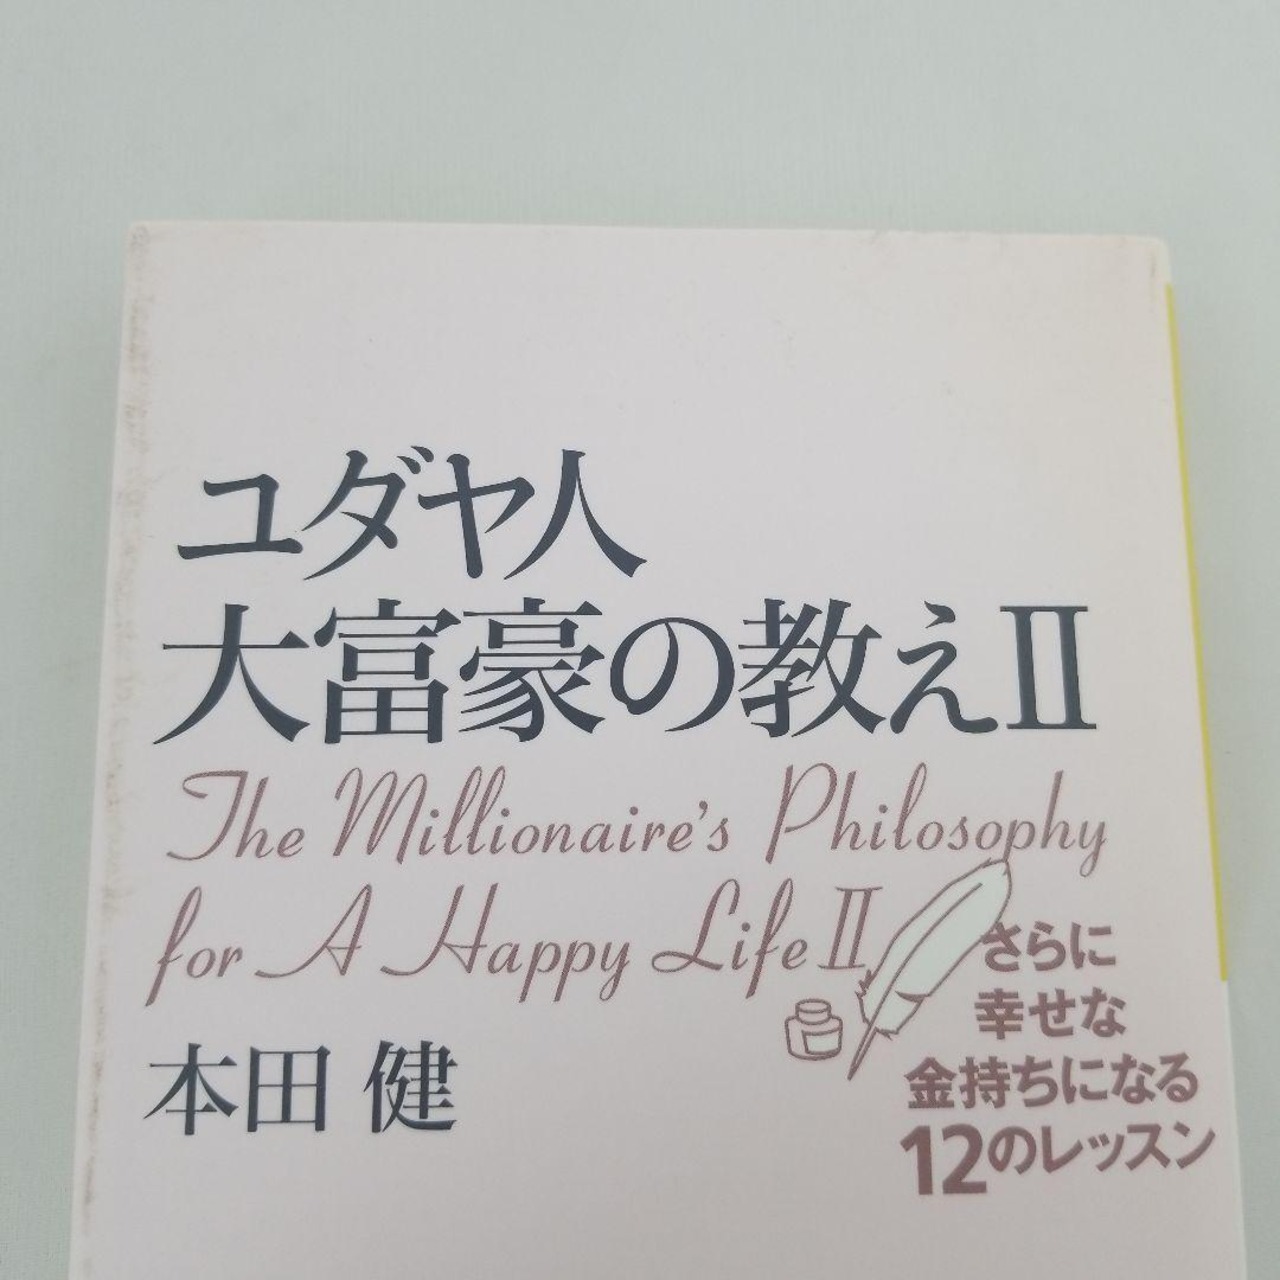 ユダヤ人
大富豪の教えⅡ
The Millionaire's Philosophy
for A Happy Life Ⅱ
本田 健
さらに
幸せな
金持ちになる
12のレッスン